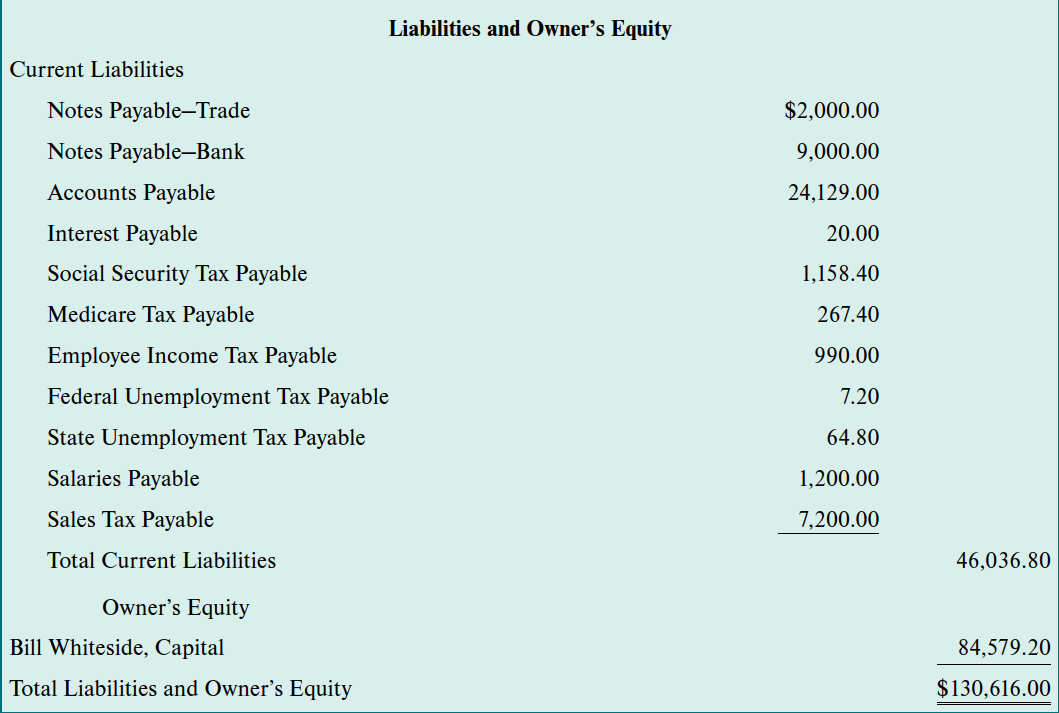 Liabilities and Owner’s Equity
Current Liabilities
Notes Payable–Trade $2,000.00
Notes Payable–Bank 9,000.00
Accounts Payable 24,129.00
Interest Payable 20.00
Social Security Tax Payable 1,158.40
Medicare Tax Payable 267.40
Employee Income Tax Payable 990.00
Federal Unemployment Tax Payable 7.20
State Unemployment Tax Payable 64.80
Salaries Payable 1,200.00
Sales Tax Payable 7,200.00
Total Current Liabilities 46,036.80
Owner’s Equity
Bill Whiteside, Capital 84,579.20
Total Liabilities and Owner’s Equity $130,616.00